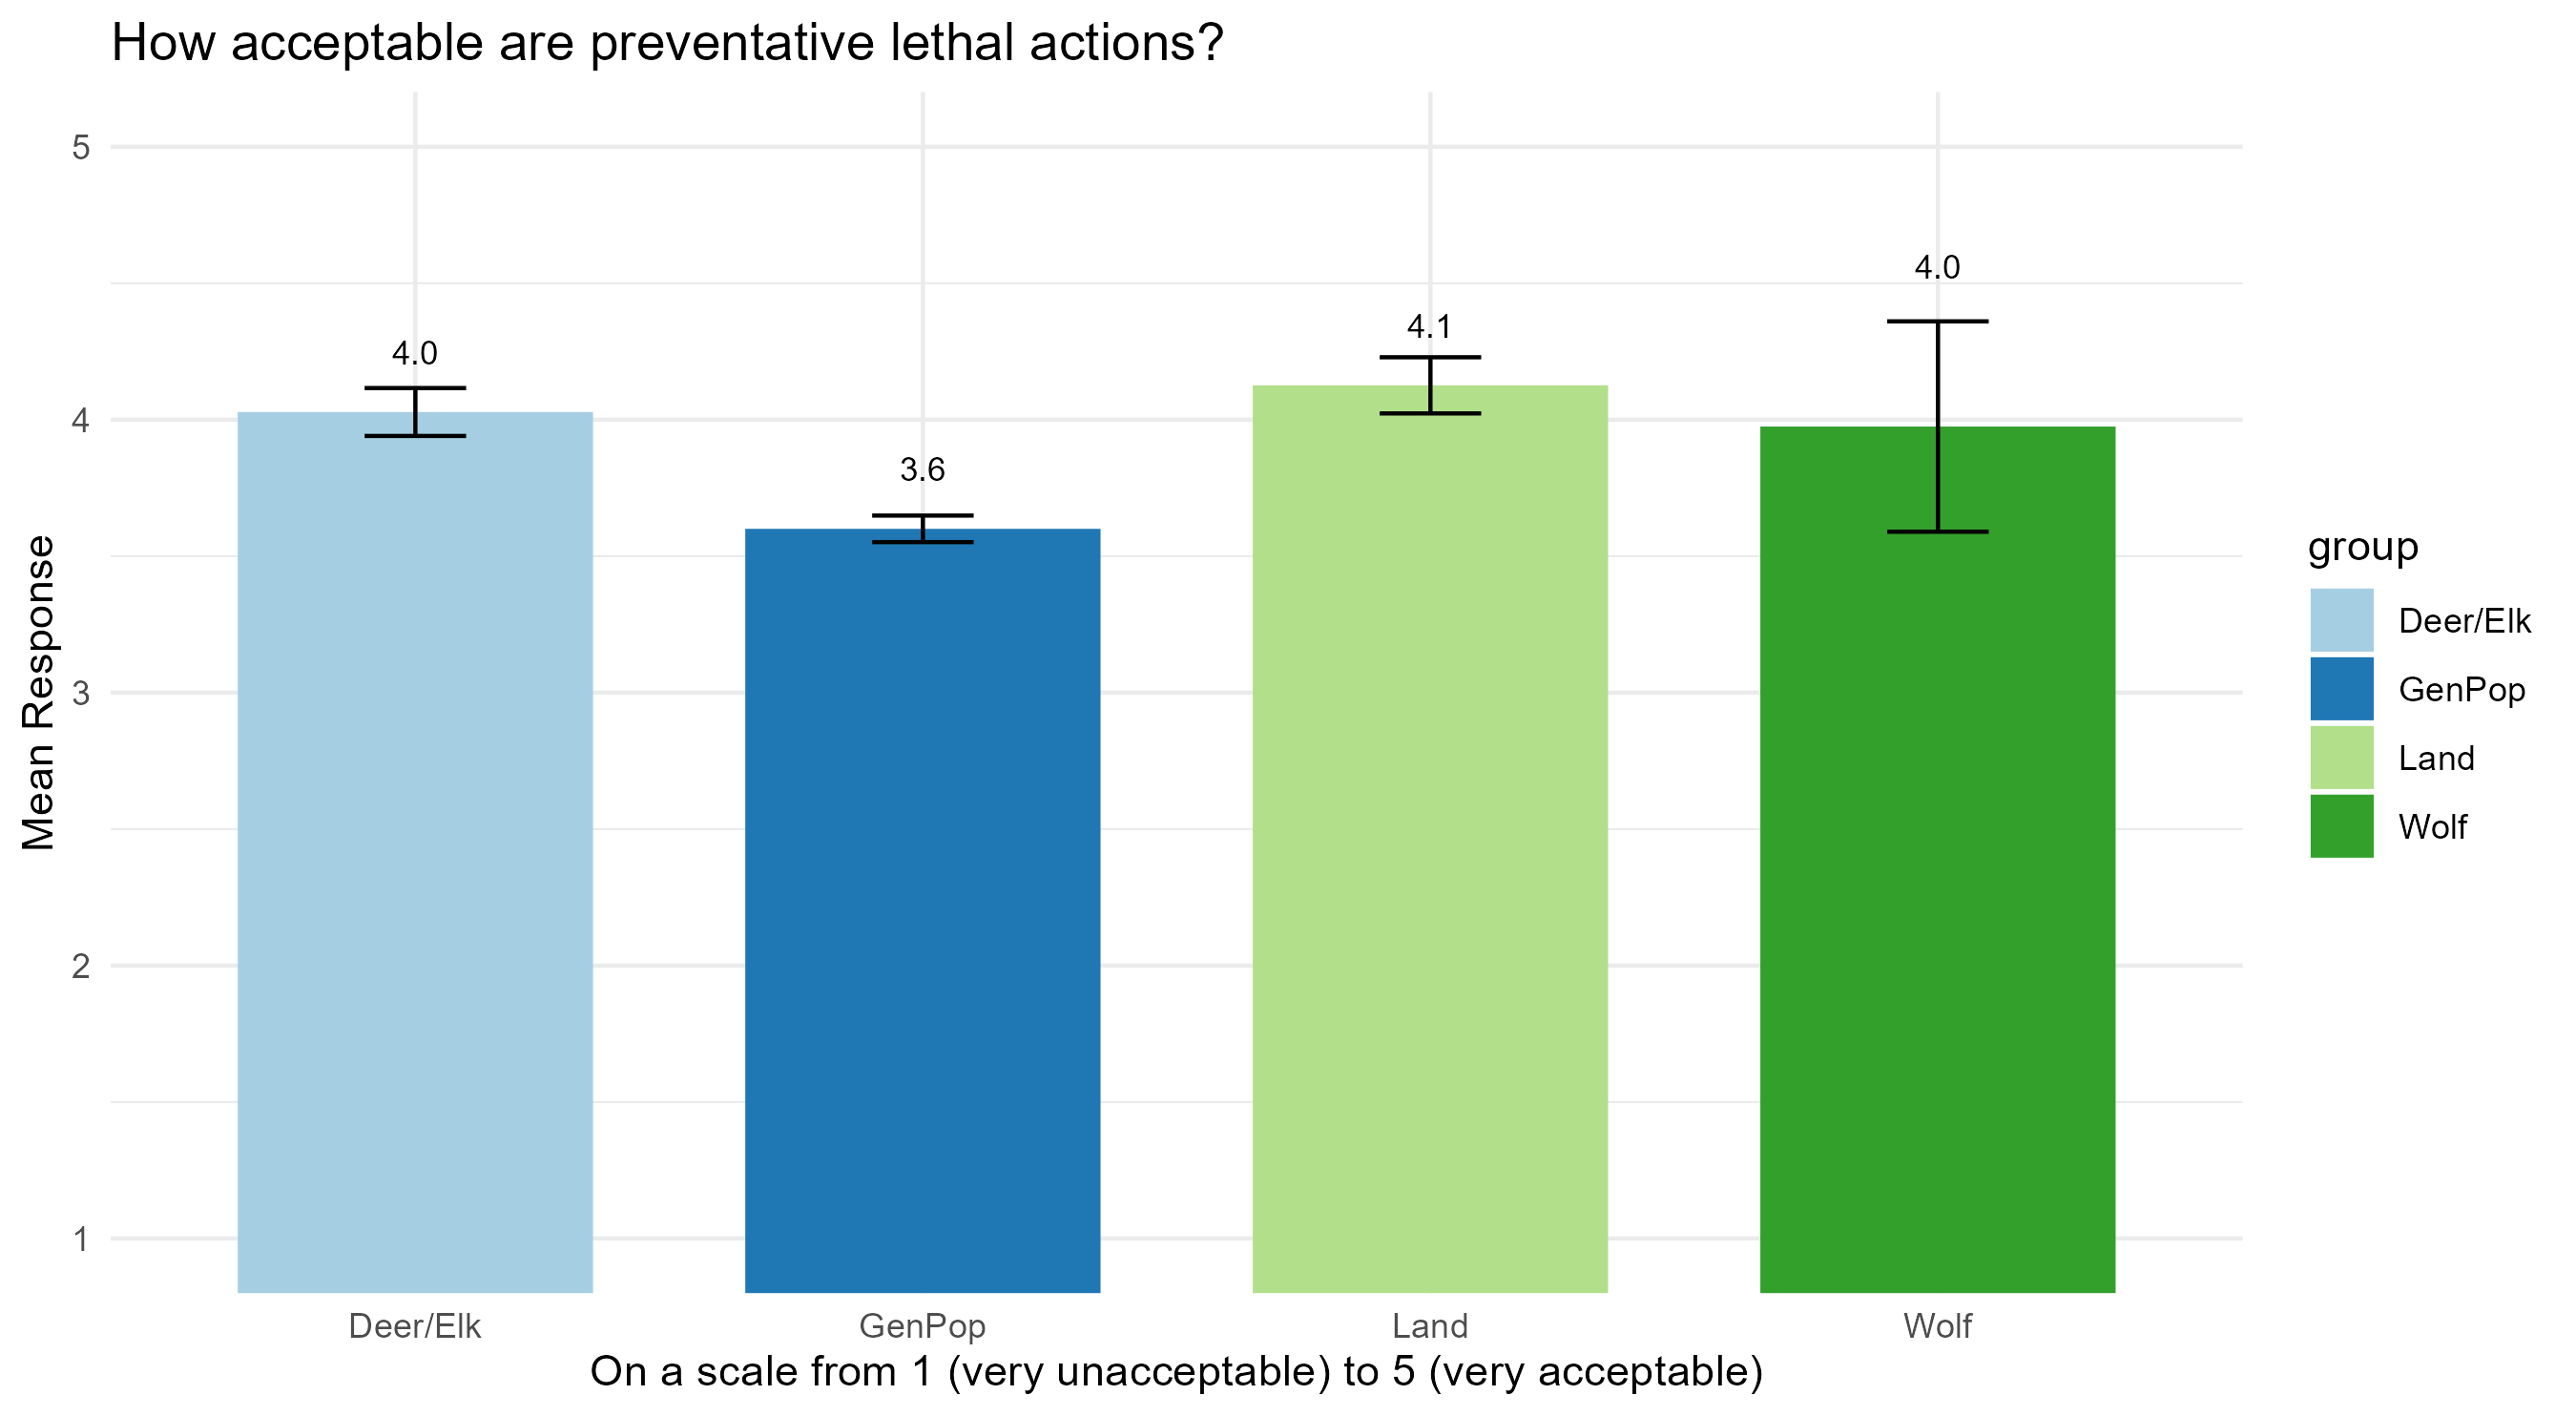 How acceptable are preventative lethal actions?
5
4
3
2
1
Mean Response
4.0
3.6
4.1
4.0
Deer/Elk
GenPop
Land
Wolf
On a scale from 1 (very unacceptable) to 5 (very acceptable)
group
Deer/Elk
GenPop
Land
Wolf